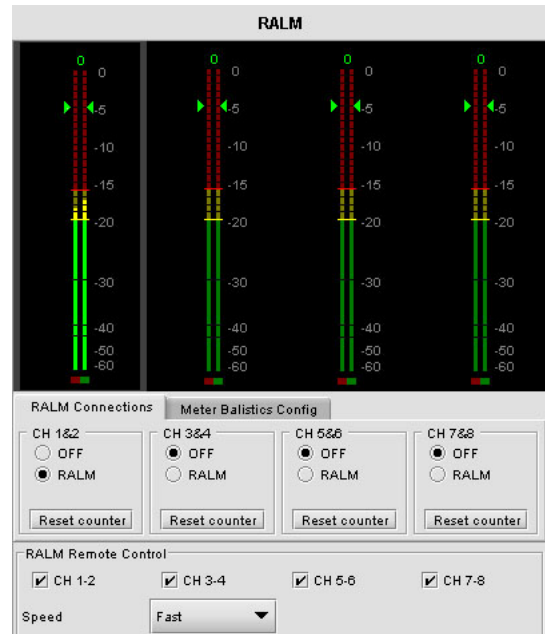 RALM
0 0 0 0
0 0 0 0
-5 -5 -5 -5
-10 -10 -10 -10
-15 -15 -15 -15
-20 -20 -20 -20
-30 -30 -30 -30
-40 -40 -40 -40
-50 -50 -50 -50
-60 -60 -60 -60
RALM Connections Meter Balistics Config
CH 1&2 CH 3&4 CH 5&6 CH 7&8
OFF OFF OFF OFF
RALM RALM RALM RALM
Reset counter Reset counter Reset counter Reset counter
RALM Remote Control
CH 1-2 CH 3-4 CH 5-6 CH 7-8
Speed Fast